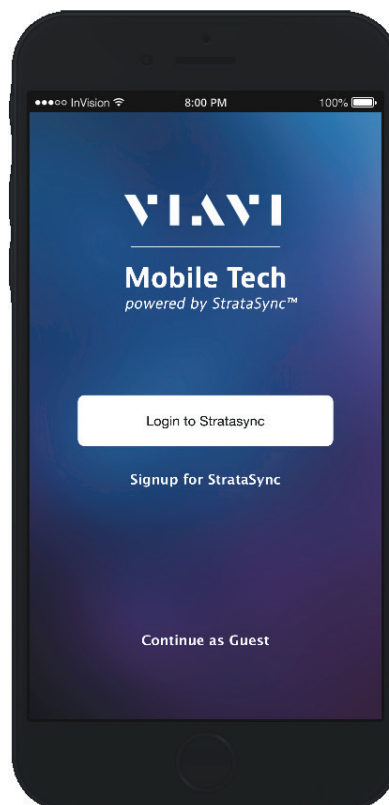 ●●●○○ InVision 8:00 PM 100%
VIAVI
Mobile Tech
powered by StrataSync™
Login to Stratasync
Signup for StrataSync
Continue as Guest